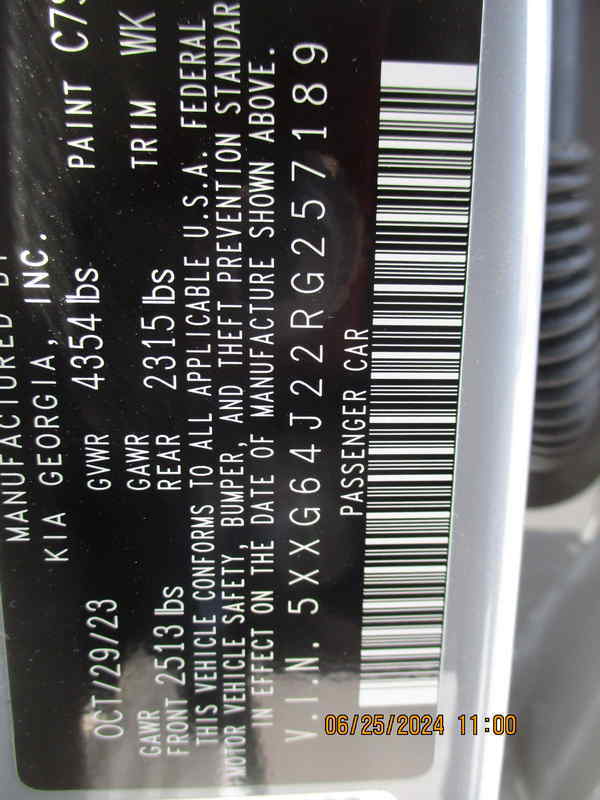 MANUFACTURED BY
KIA GEORGIA, INC.
OCT/29/23 GVWR 4354 lbs PAINT
GAWR FRONT 2513 lbs GAWR REAR 2315 lbs TRIM WK
THIS VEHICLE CONFORMS TO ALL APPLICABLE U.S.A. FEDERAL
MOTOR VEHICLE SAFETY, BUMPER, AND THEFT PREVENTION STANDAR
IN EFFECT ON THE DATE OF MANUFACTURE SHOWN ABOVE.
V.I.N. 5XXG64J22RG257189
PASSENGER CAR
06/25/2024 11:00